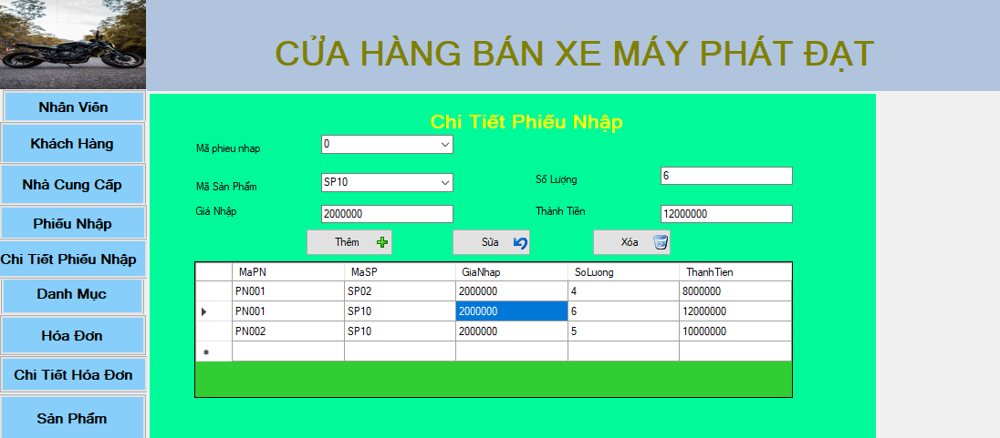 CỬA HÀNG BÁN XE MÁY PHÁT ĐẠT
Nhân Viên
Khách Hàng
Nhà Cung Cấp
Phiếu Nhập
Chi Tiết Phiếu Nhập
Danh Mục
Hóa Đơn
Chi Tiết Hóa Đơn
Sản Phẩm
Chi Tiết Phiếu Nhập
Mã phieu nhap 0
Mã Sản Phẩm SP10 Số Lượng 6
Giá Nhập 2000000 Thành Tiền 12000000
Thêm Sửa Xóa
MaPN MaSP GiaNhap SoLuong ThanhTien
PN001 SP02 2000000 4 8000000
PN001 SP10 2000000 6 12000000
PN002 SP10 2000000 5 10000000